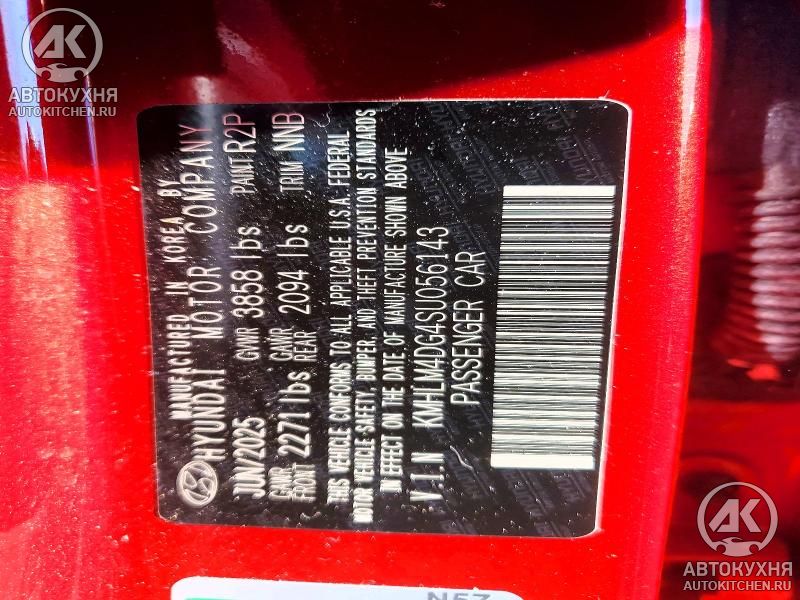 AK
АВТОКУХНЯ
AUTOKITCHEN.RU
MANUFACTURED IN KOREA BY
HYUNDAI MOTOR COMPANY
JUN/2025 GVWR 3858 lbs PAINT R2P
GAWR FRONT 2271 lbs GAWR REAR 2094 lbs TRIM NNB
THIS VEHICLE CONFORMS TO ALL APPLICABLE U.S.A. FEDERAL
MOTOR VEHICLE SAFETY, BUMPER, AND THEFT PREVENTION STANDARDS
IN EFFECT ON THE DATE OF MANUFACTURE SHOWN ABOVE
V.I.N KMHLM4DG4SU056143
PASSENGER CAR
AK
АВТОКУХНЯ
AUTOKITCHEN.RU